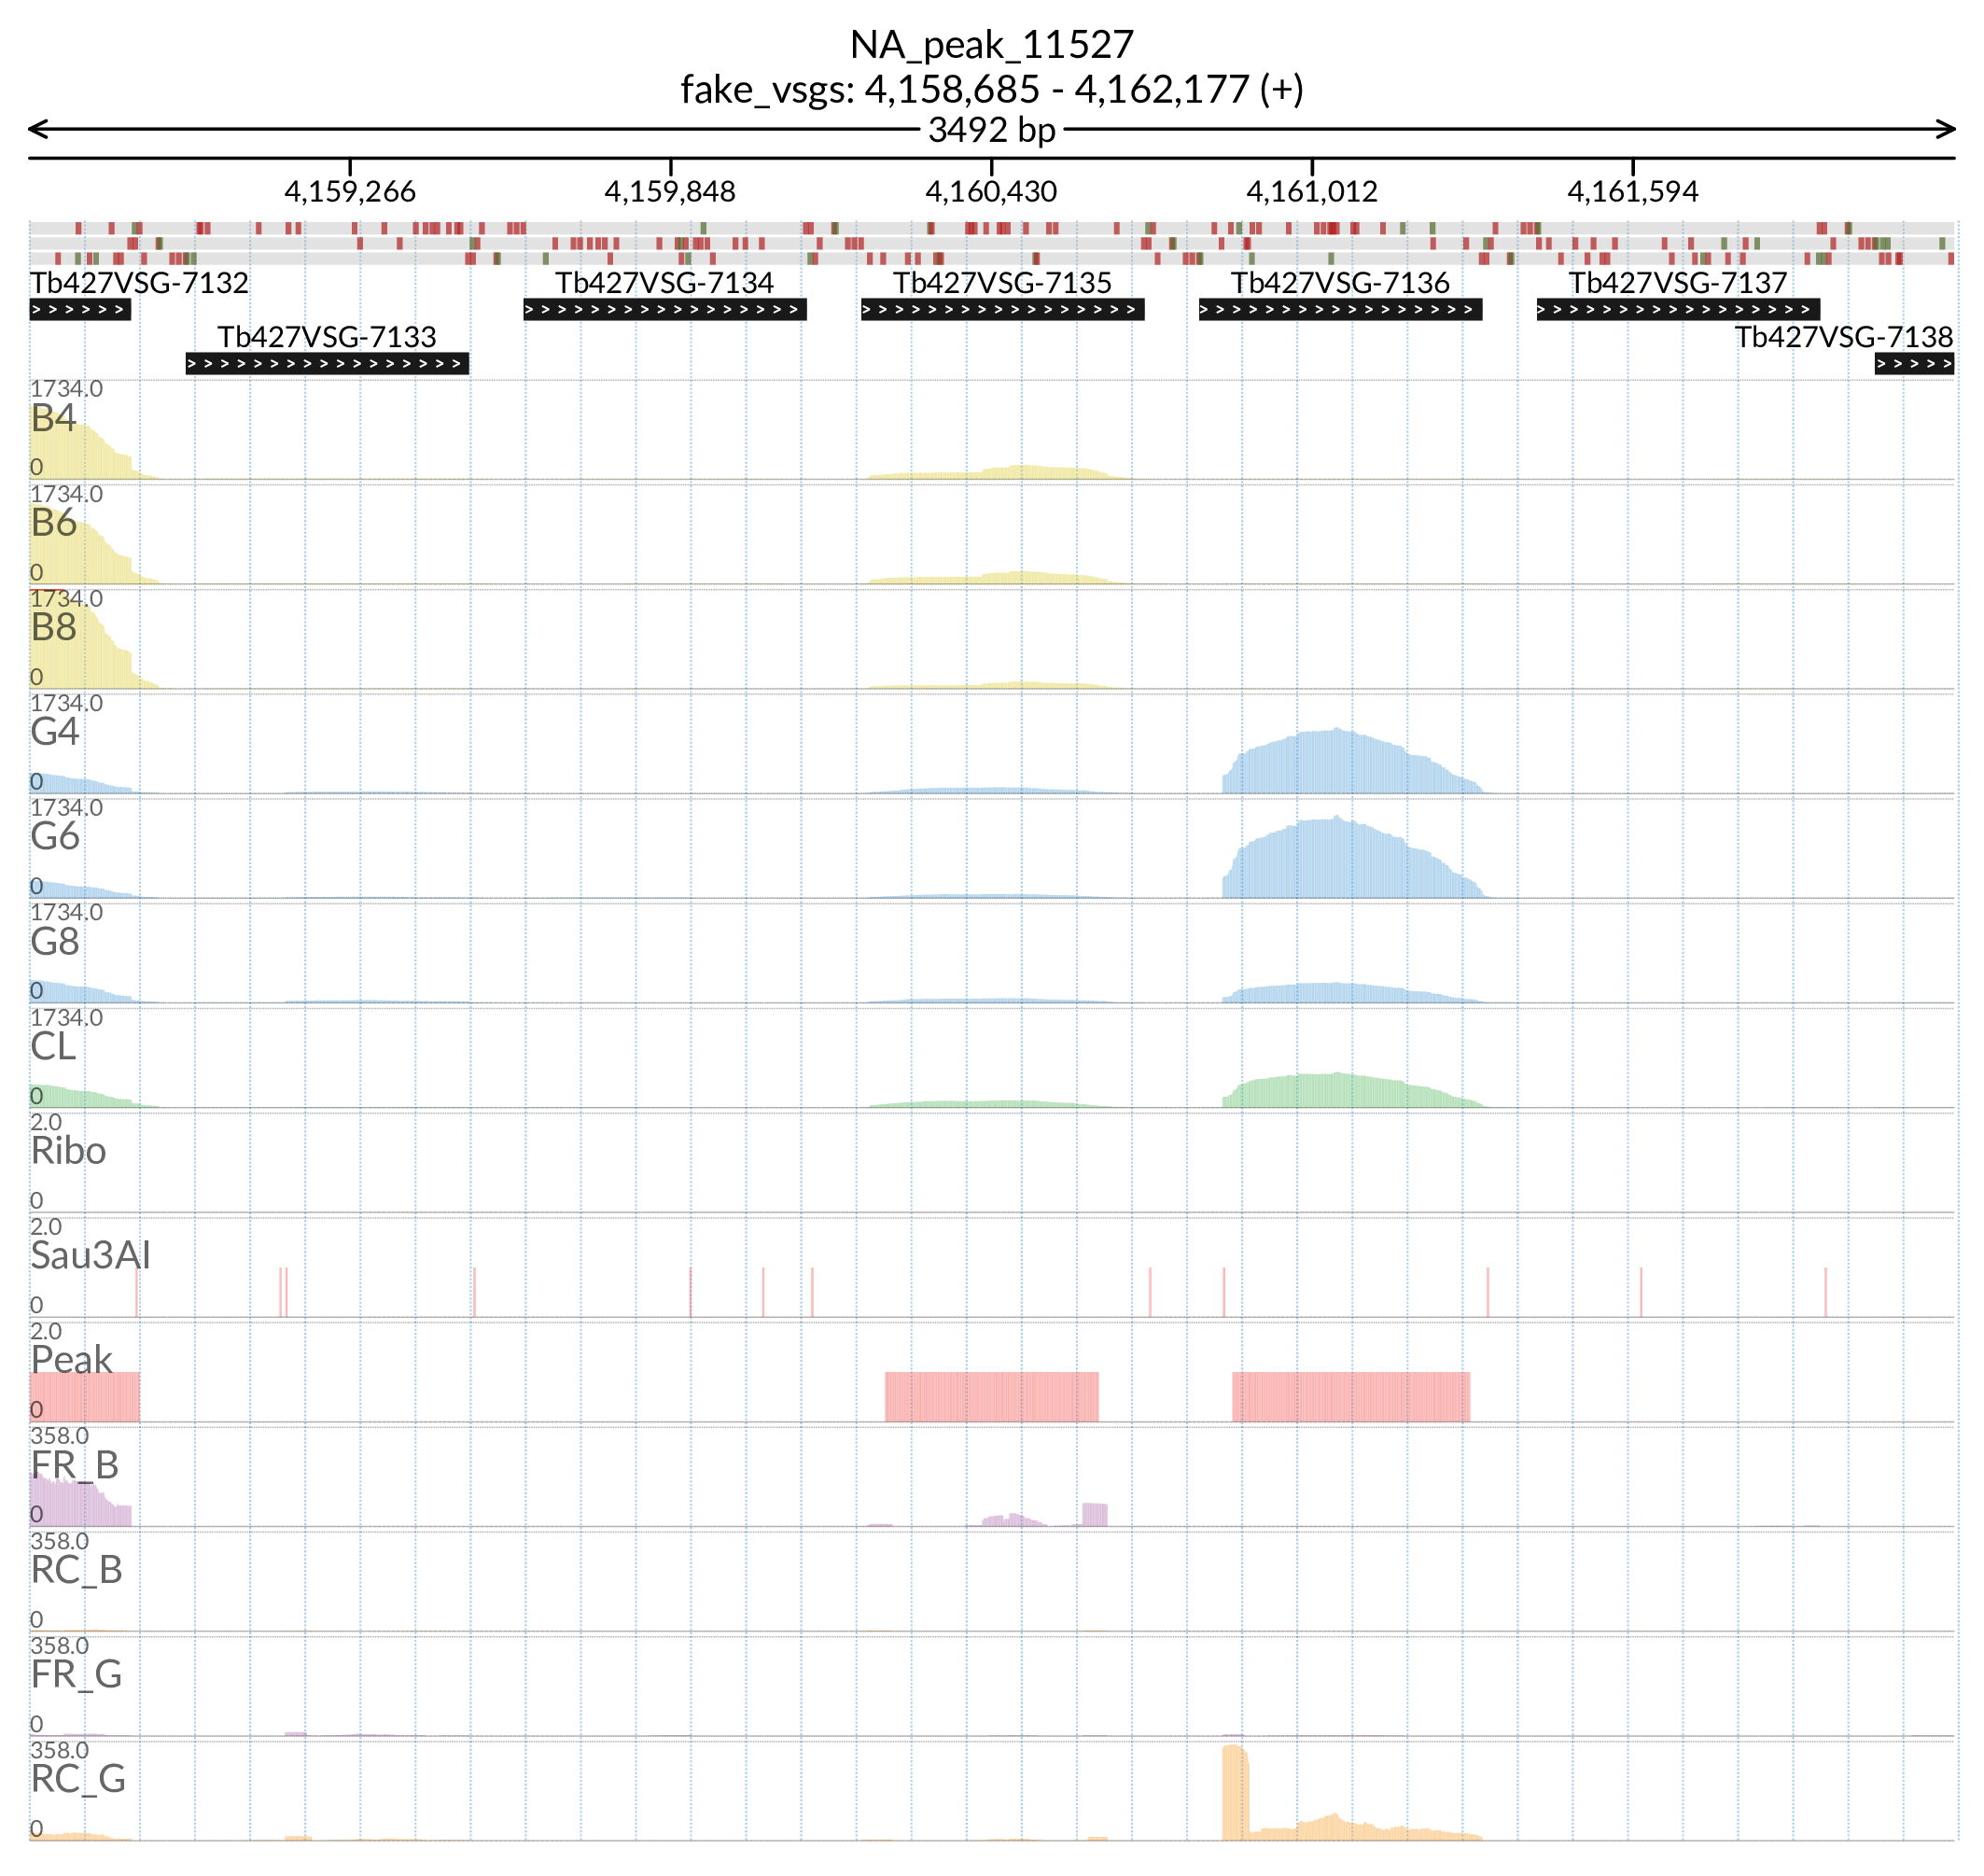 NA_peak_11527
fake_vsgs: 4,158,685 - 4,162,177 (+)
3492 bp
4,159,266 4,159,848 4,160,430 4,161,012 4,161,594
Tb427VSG-7132 Tb427VSG-7134 Tb427VSG-7135 Tb427VSG-7136 Tb427VSG-7137
Tb427VSG-7133 Tb427VSG-7138
1734.0
B4
0
1734.0
B6
0
1734.0
B8
0
1734.0
G4
0
1734.0
G6
0
1734.0
G8
0
1734.0
CL
0
2.0
Ribo
0
2.0
Sau3AI
0
2.0
Peak
0
358.0
FR_B
0
358.0
RC_B
0
358.0
FR_G
0
358.0
RC_G
0